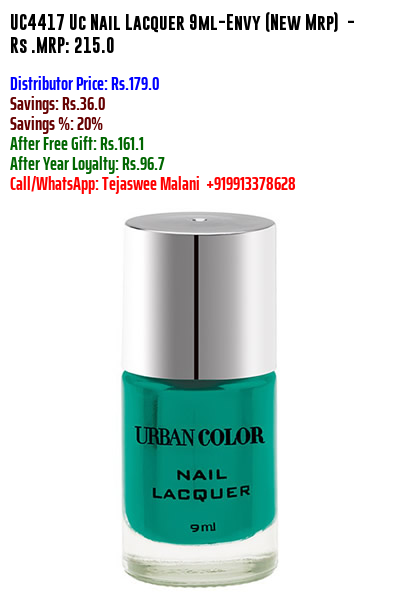 UC4417 Uc Nail Lacquer 9ml-Envy (New Mrp) -
Rs .MRP: 215.0
Distributor Price: Rs.179.0
Savings: Rs.36.0
Savings %: 20%
After Free Gift: Rs.161.1
After Year Loyalty: Rs.96.7
Call/WhatsApp: Tejaswee Malani +919913378628
URBAN COLOR
NAIL
LACQUER
9ml